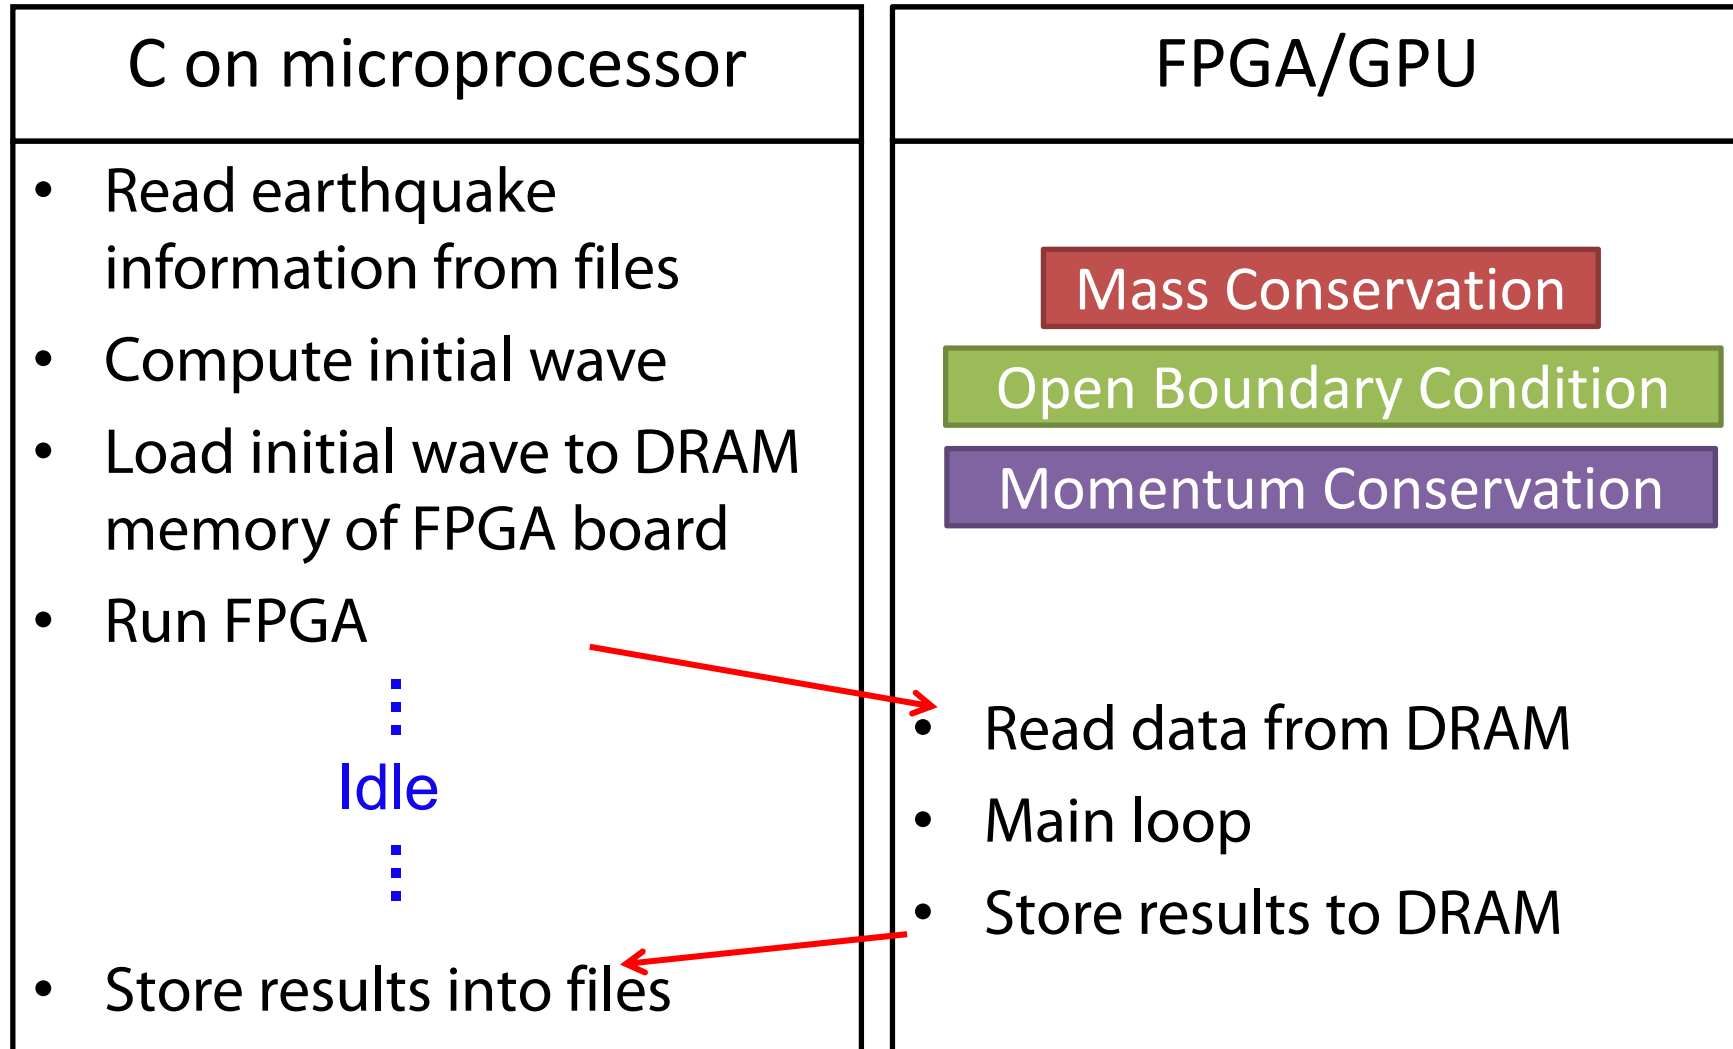 C on microprocessor
• Read earthquake
information from files
• Compute initial wave
• Load initial wave to DRAM
memory of FPGA board
• Run FPGA
Idle
• Store results into files
FPGA/GPU
Mass Conservation
Open Boundary Condition
Momentum Conservation
• Read data from DRAM
• Main loop
• Store results to DRAM